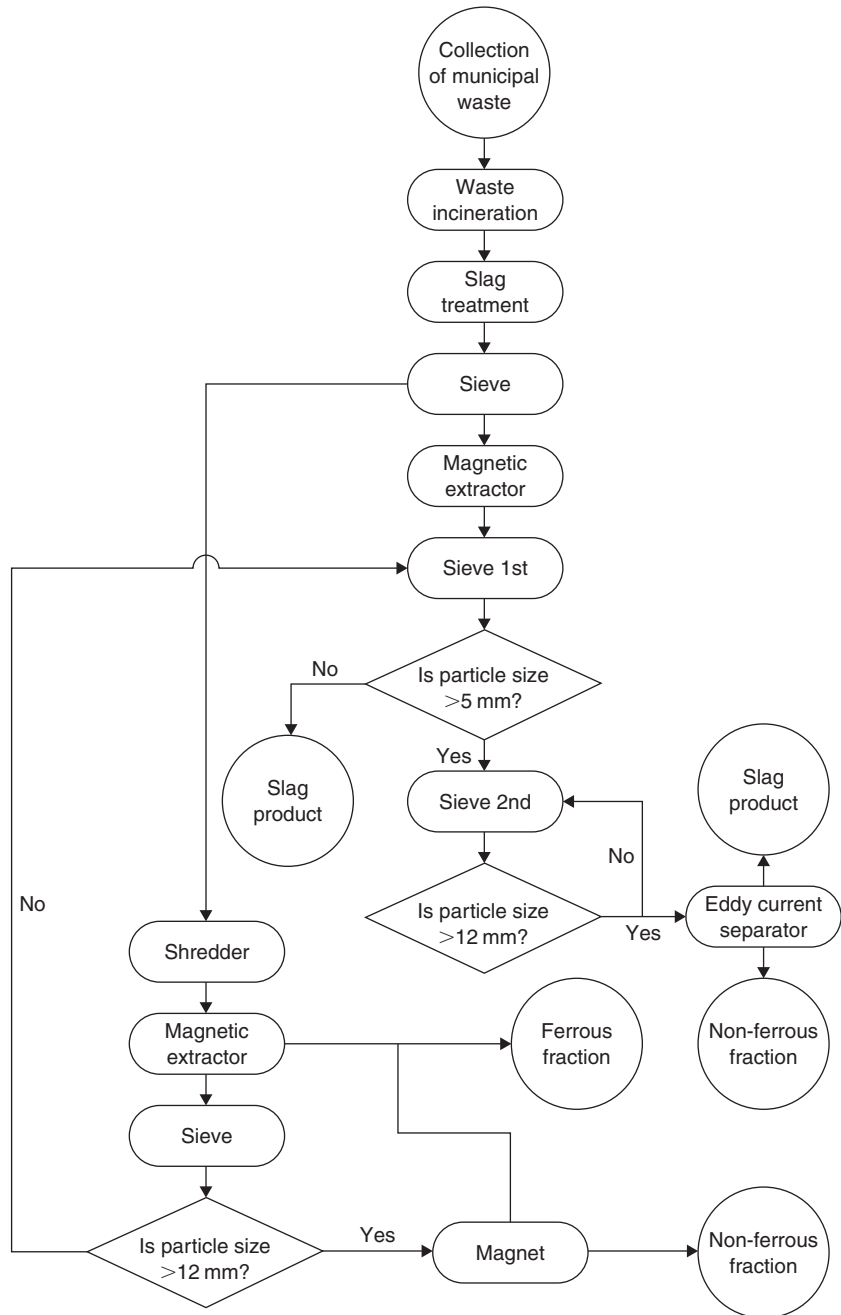 Collection
of municipal
waste
Waste
incineration
Slag
treatment
Sieve
Magnetic
extractor
Sieve 1st
No
Is particle size
>5 mm?
Yes
Slag
product
Sieve 2nd
Slag
product
No
No
Is particle size
>12 mm?
Yes
Eddy current
separator
Shredder
Magnetic
extractor
Ferrous
fraction
Non-ferrous
fraction
Sieve
Is particle size
>12 mm?
Yes
Magnet
Non-ferrous
fraction